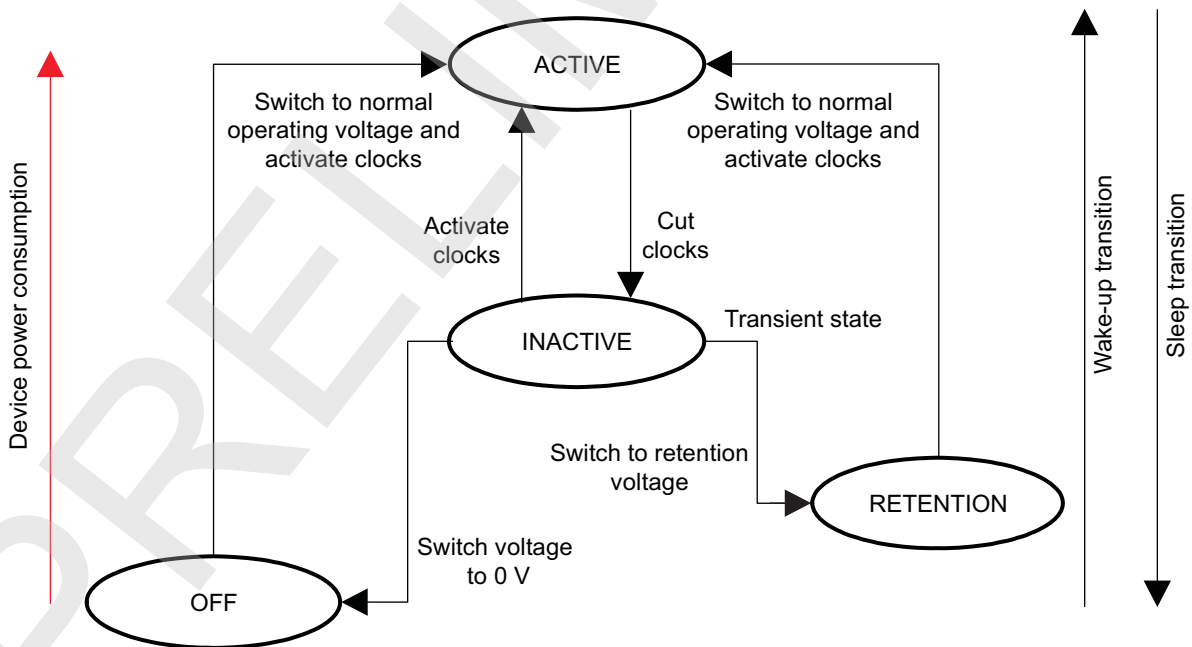 ACTIVE
Switch to normal
operating voltage and
activate clocks
Switch to normal
operating voltage and
activate clocks
Device power consumption
Wake-up transition
Sleep transition
Activate
clocks
Cut
clocks
INACTIVE
Transient state
Switch to retention
voltage
RETENTION
Switch voltage
to 0 V
OFF